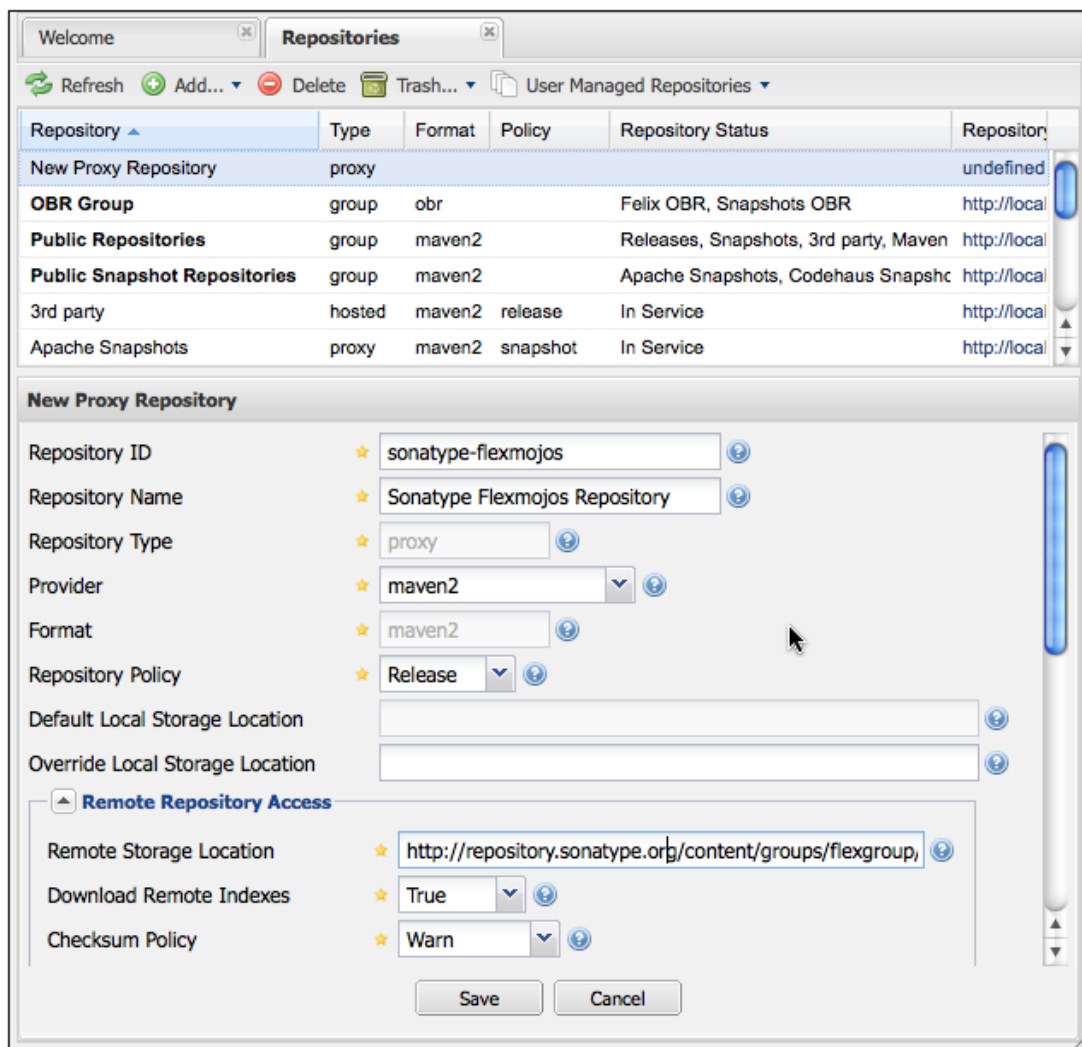 Welcome Repositories
Refresh Add... Delete Trash... User Managed Repositories
Repository Type Format Policy Repository Status Repository
New Proxy Repository proxy undefined
OBR Group group obr Felix OBR, Snapshots OBR http://local
Public Repositories group maven2 Releases, Snapshots, 3rd party, Maven http://local
Public Snapshot Repositories group maven2 Apache Snapshots, Codehaus Snapshc http://local
3rd party hosted maven2 release In Service http://local
Apache Snapshots proxy maven2 snapshot In Service http://local
New Proxy Repository
Repository ID sonatype-flexmojos
Repository Name Sonatype Flexmojos Repository
Repository Type proxy
Provider maven2
Format maven2
Repository Policy Release
Default Local Storage Location
Override Local Storage Location
Remote Repository Access
Remote Storage Location http://repository.sonatype.org/content/groups/flexgroup/
Download Remote Indexes True
Checksum Policy Warn
Save Cancel